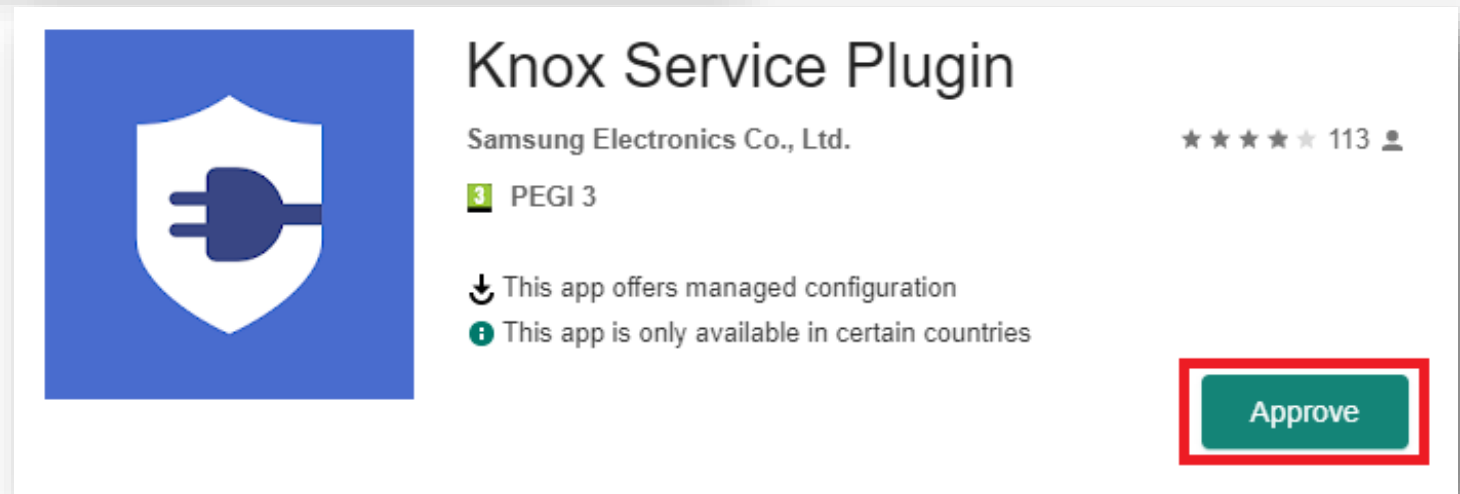 Knox Service Plugin
Samsung Electronics Co., Ltd.
113
3 PEGI 3
This app offers managed configuration
This app is only available in certain countries
Approve